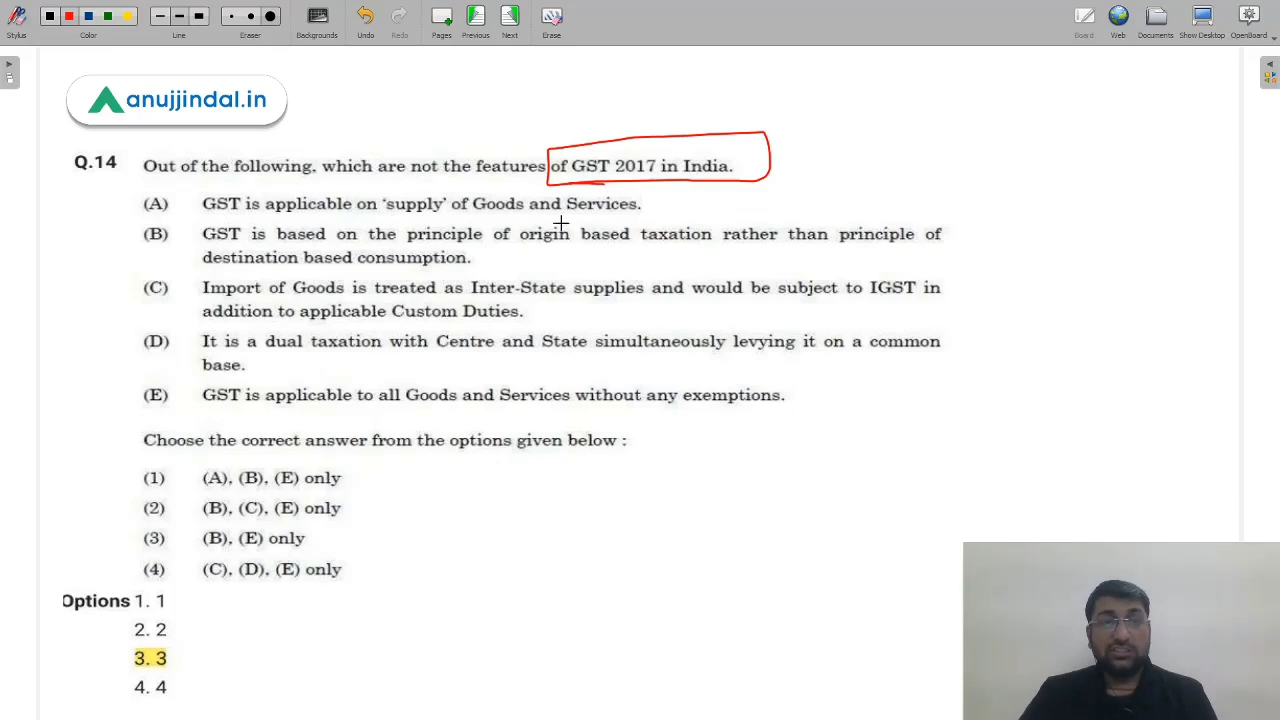 Stylus
Color
Line
Eraser
Backgrounds
Undo
Redo
Pages
Previous
Next
Erase
Board
Web
Documents
Show Desktop
OpenBoard
anujjindal.in
Q.14 Out of the following, which are not the features of GST 2017 in India.
(A) GST is applicable on ‘supply’ of Goods and Services.
(B) GST is based on the principle of origin based taxation rather than principle of
destination based consumption.
(C) Import of Goods is treated as Inter-State supplies and would be subject to IGST in
addition to applicable Custom Duties.
(D) It is a dual taxation with Centre and State simultaneously levying it on a common
base.
(E) GST is applicable to all Goods and Services without any exemptions.
Choose the correct answer from the options given below :
(1) (A), (B), (E) only
(2) (B), (C), (E) only
(3) (B), (E) only
(4) (C), (D), (E) only
Options 1. 1
2. 2
3. 3
4. 4